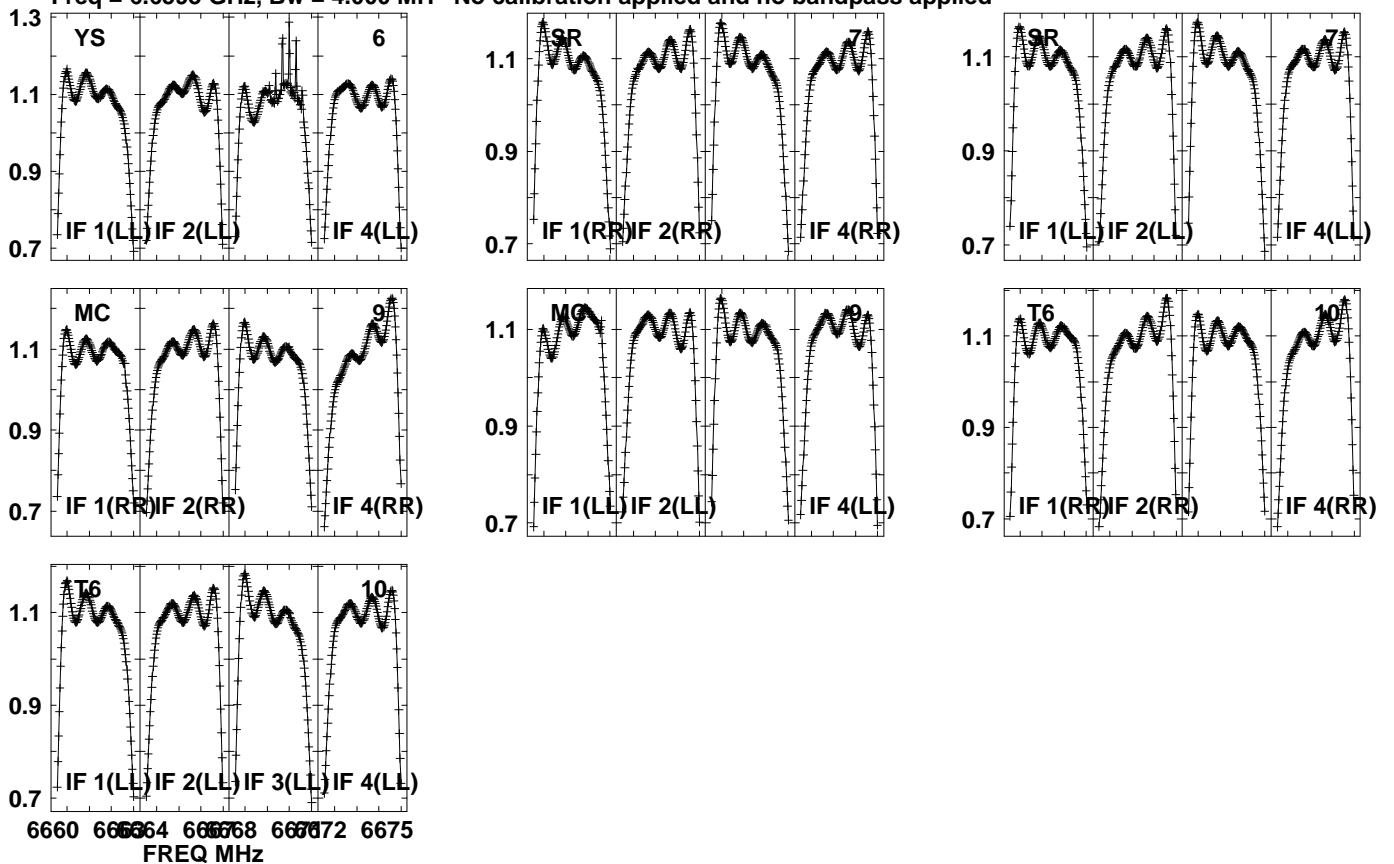 No calibration applied and no bandpass applied
YS 6
1.3
1.1
0.9
0.7
IF 1(LL) IF 2(LL) IF 4(LL)
SR 7
1.1
0.9
0.7
IF 1(RR) IF 2(RR) IF 4(RR)
SR 7
1.1
0.9
0.7
IF 1(LL) IF 2(LL) IF 4(LL)
MC 9
1.1
0.9
0.7
IF 1(RR) IF 2(RR) IF 4(RR)
MC 9
1.1
0.9
0.7
IF 1(LL) IF 2(LL) IF 4(LL)
T6 10
1.1
0.9
0.7
IF 1(RR) IF 2(RR) IF 4(RR)
T6 10
1.1
0.9
0.7
IF 1(LL) IF 2(LL) IF 3(LL) IF 4(LL)
6660 6663 6664 6667 6668 6671 6672 6675
FREQ MHz